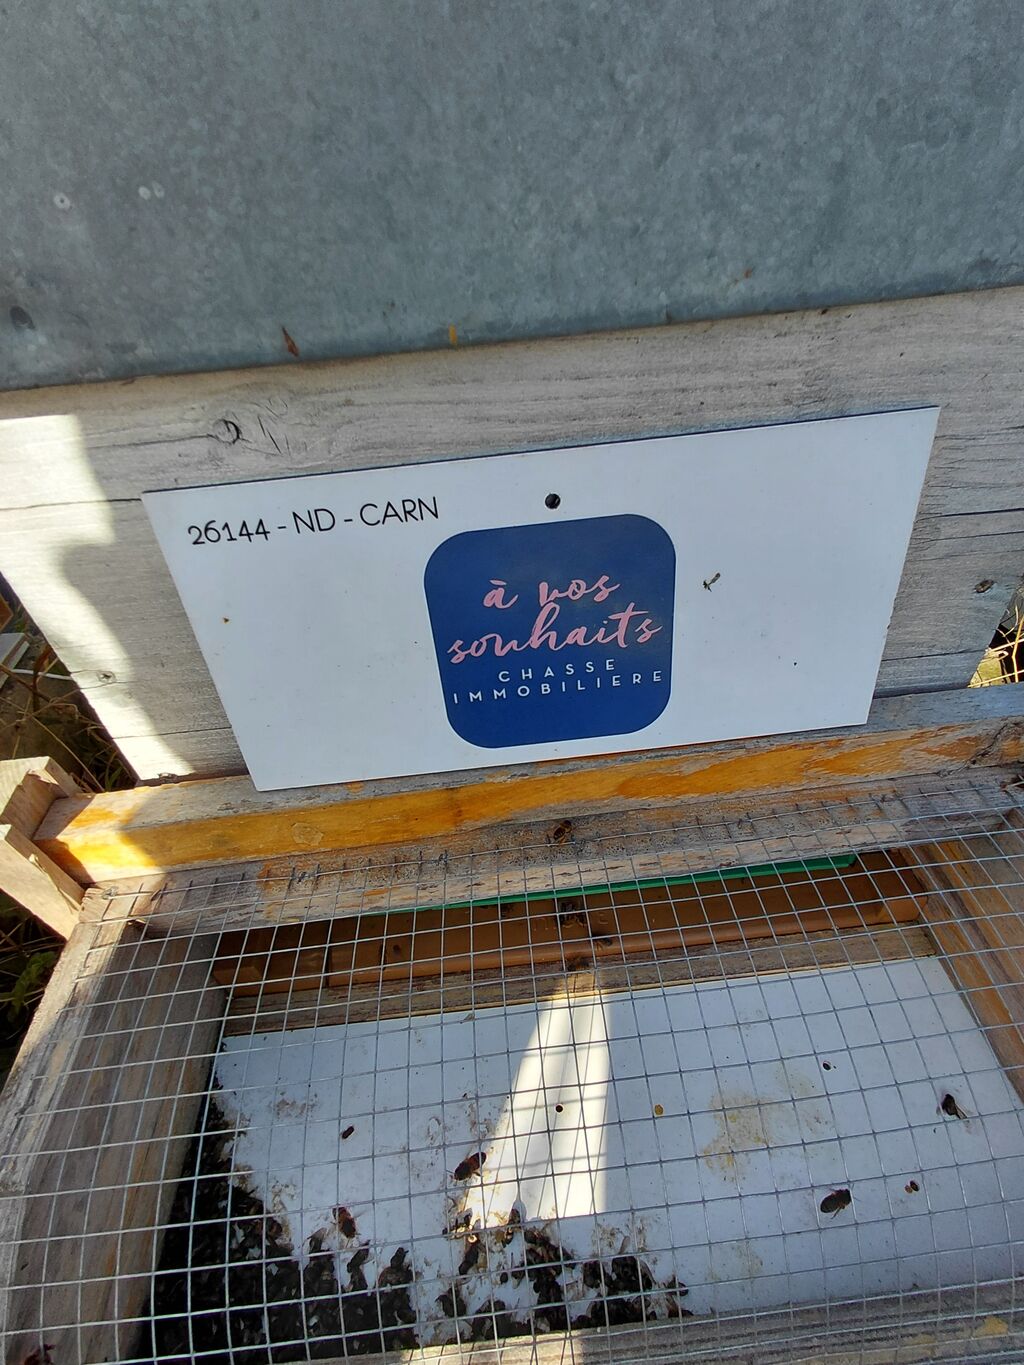 26144 - ND - CARN
à vos
souhaits
CHASSE
IMMOBILIERE